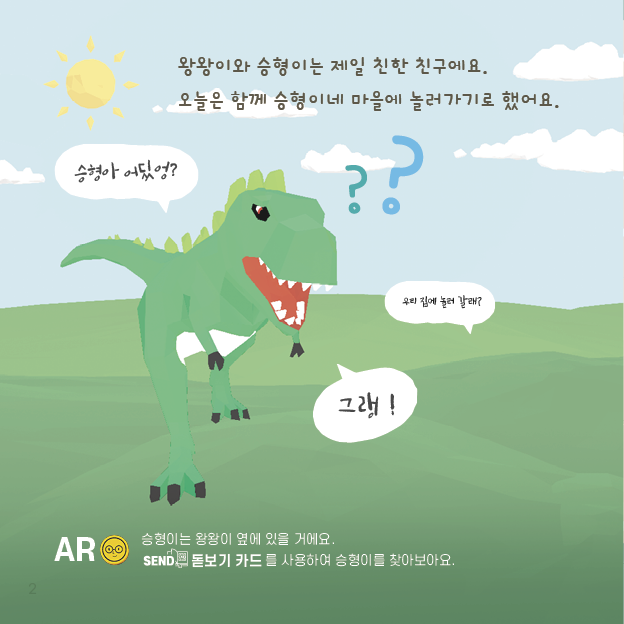 왕왕이와 승형이는 제일 친한 친구에요.
오늘은 함께 승형이네 마을에 놀러가기로 했어요.
승형아 어딨엉?
? ?
우리 집에 놀러 갈래?
그램 !
AR
승형이는 왕왕이 옆에 있을 거에요.
SEND 돋보기 카드를 사용하여 승형이를 찾아보아요.
2